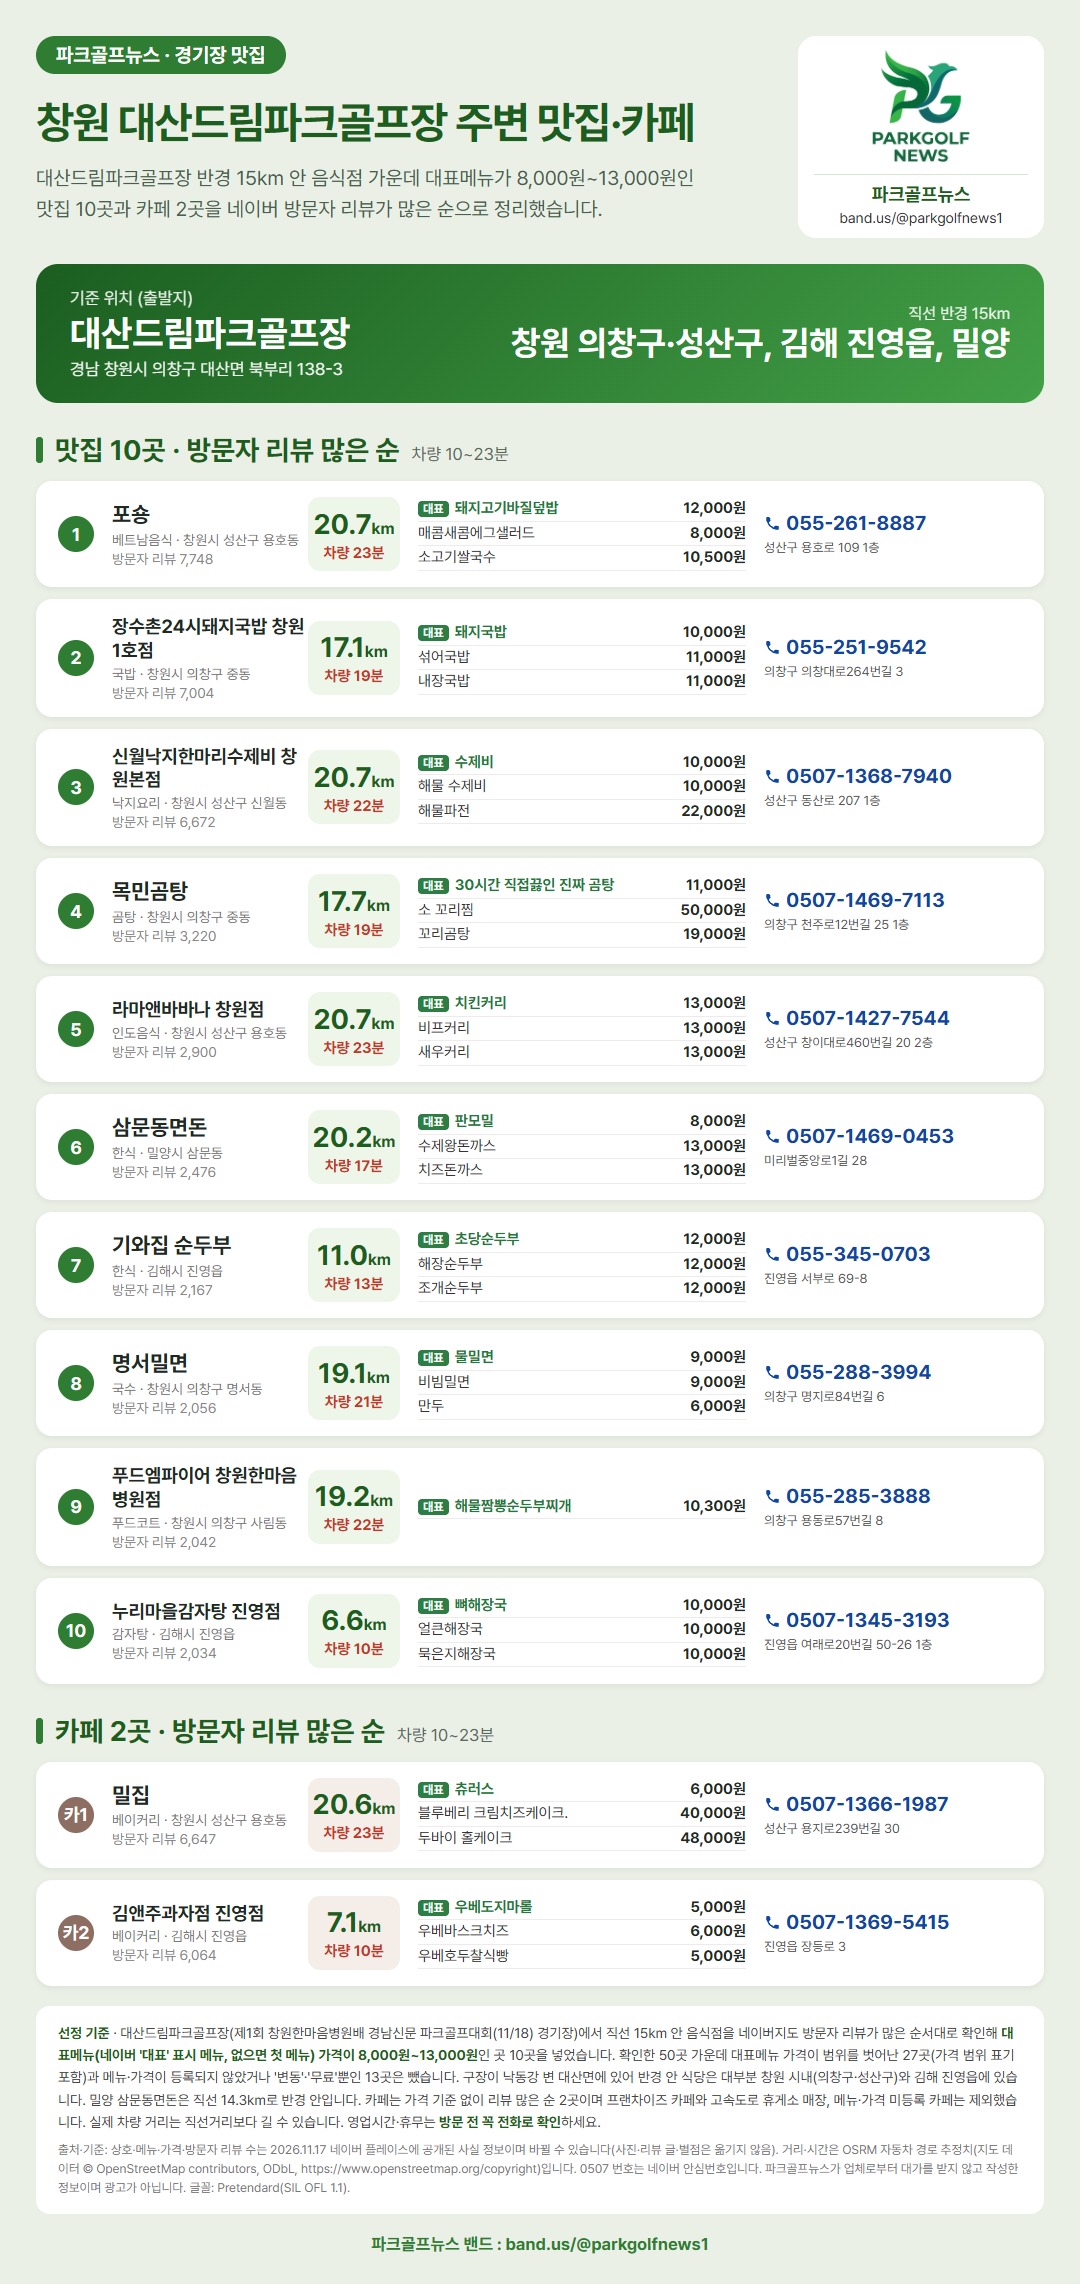 파크골프뉴스 · 경기장 맛집
창원 대산드림파크골프장 주변 맛집·카페
대산드림파크골프장 반경 15km 안 음식점 가운데 대표메뉴가 8,000원~13,000원인
맛집 10곳과 카페 2곳을 네이버 방문자 리뷰가 많은 순으로 정리했습니다.
PG
PARKGOLF
NEWS
파크골프뉴스
band.us/@parkgolfnews1
기준 위치 (출발지)
대산드림파크골프장
경남 창원시 의창구 대산면 북부리 138-3
직선 반경 15km
창원 의창구·성산구, 김해 진영읍, 밀양
맛집 10곳 · 방문자 리뷰 많은 순 차량 10~23분
1
포숑
베트남음식 · 창원시 성산구 용호동
방문자 리뷰 7,748
20.7km
차량 23분
대표 돼지고기바질덮밥 12,000원
매콤새콤에그샐러드 8,000원
소고기쌀국수 10,500원
055-261-8887
성산구 용호로 109 1층
2
장수촌24시돼지국밥 창원
1호점
국밥 · 창원시 의창구 중동
방문자 리뷰 7,004
17.1km
차량 19분
대표 돼지국밥 10,000원
섞어국밥 11,000원
내장국밥 11,000원
055-251-9542
의창구 의창대로264번길 3
3
신월낙지한마리수제비 창
원본점
낙지요리 · 창원시 성산구 신월동
방문자 리뷰 6,672
20.7km
차량 22분
대표 수제비 10,000원
해물 수제비 10,000원
해물파전 22,000원
0507-1368-7940
성산구 동산로 207 1층
4
목민곰탕
곰탕 · 창원시 의창구 중동
방문자 리뷰 3,220
17.7km
차량 19분
대표 30시간 직접끓인 진짜 곰탕 11,000원
소 꼬리찜 50,000원
꼬리곰탕 19,000원
0507-1469-7113
의창구 천주로12번길 25 1층
5
라마앤바바나 창원점
인도음식 · 창원시 성산구 용호동
방문자 리뷰 2,900
20.7km
차량 23분
대표 치킨커리 13,000원
비프커리 13,000원
새우커리 13,000원
0507-1427-7544
성산구 창이대로460번길 20 2층
6
삼문동면돈
한식 · 밀양시 삼문동
방문자 리뷰 2,476
20.2km
차량 17분
대표 판모밀 8,000원
수제왕돈까스 13,000원
치즈돈까스 13,000원
0507-1469-0453
미리벌중앙로1길 28
7
기와집 순두부
한식 · 김해시 진영읍
방문자 리뷰 2,167
11.0km
차량 13분
대표 초당순두부 12,000원
해장순두부 12,000원
조개순두부 12,000원
055-345-0703
진영읍 서부로 69-8
8
명서밀면
국수 · 창원시 의창구 명서동
방문자 리뷰 2,056
19.1km
차량 21분
대표 물밀면 9,000원
비빔밀면 9,000원
만두 6,000원
055-288-3994
의창구 명지로84번길 6
9
푸드엠파이어 창원한마음
병원점
푸드코트 · 창원시 의창구 사림동
방문자 리뷰 2,042
19.2km
차량 22분
대표 해물짬뽕순두부찌개 10,300원
055-285-3888
의창구 용동로57번길 8
10
누리마을감자탕 진영점
감자탕 · 김해시 진영읍
방문자 리뷰 2,034
6.6km
차량 10분
대표 뼈해장국 10,000원
얼큰해장국 10,000원
묵은지해장국 10,000원
0507-1345-3193
진영읍 여래로20번길 50-26 1층
카페 2곳 · 방문자 리뷰 많은 순 차량 10~23분
카1
밀집
베이커리 · 창원시 성산구 용호동
방문자 리뷰 6,647
20.6km
차량 23분
대표 츄러스 6,000원
블루베리 크림치즈케이크. 40,000원
두바이 홀케이크 48,000원
0507-1366-1987
성산구 용지로239번길 30
카2
김앤주과자점 진영점
베이커리 · 김해시 진영읍
방문자 리뷰 6,064
7.1km
차량 10분
대표 우베도지마롤 5,000원
우베바스크치즈 6,000원
우베호두찰식빵 5,000원
0507-1369-5415
진영읍 장등로 3
선정 기준 · 대산드림파크골프장(제1회 창원한마음병원배 경남신문 파크골프대회(11/18) 경기장)에서 직선 15km 안 음식점을 네이버지도 방문자 리뷰가 많은 순서대로 확인해 대
표메뉴(네이버 '대표' 표시 메뉴, 없으면 첫 메뉴) 가격이 8,000원~13,000원인 곳 10곳을 넣었습니다. 확인한 50곳 가운데 대표메뉴 가격이 범위를 벗어난 27곳(가격 범위 표기
포함)과 메뉴·가격이 등록되지 않았거나 '변동'·'무료'뿐인 13곳은 뺐습니다. 구장이 낙동강 변 대산면에 있어 반경 안 식당은 대부분 창원 시내(의창구·성산구)와 김해 진영읍에 있습
니다. 밀양 삼문동면돈은 직선 14.3km로 반경 안입니다. 카페는 가격 기준 없이 리뷰 많은 순 2곳이며 프랜차이즈 카페와 고속도로 휴게소 매장, 메뉴·가격 미등록 카페는 제외했습
니다. 실제 차량 거리는 직선거리보다 길 수 있습니다. 영업시간·휴무는 방문 전 꼭 전화로 확인하세요.
출처·기준: 상호·메뉴·가격·방문자 리뷰 수는 2026.11.17 네이버 플레이스에 공개된 사실 정보이며 바뀔 수 있습니다(사진·리뷰 글·별점은 옮기지 않음). 거리·시간은 OSRM 자동차 경로 추정치(지도 데
이터 © OpenStreetMap contributors, ODbL, https://www.openstreetmap.org/copyright)입니다. 0507 번호는 네이버 안심번호입니다. 파크골프뉴스가 업체로부터 대가를 받지 않고 작성한
정보이며 광고가 아닙니다. 글꼴: Pretendard(SIL OFL 1.1).
파크골프뉴스 밴드 : band.us/@parkgolfnews1